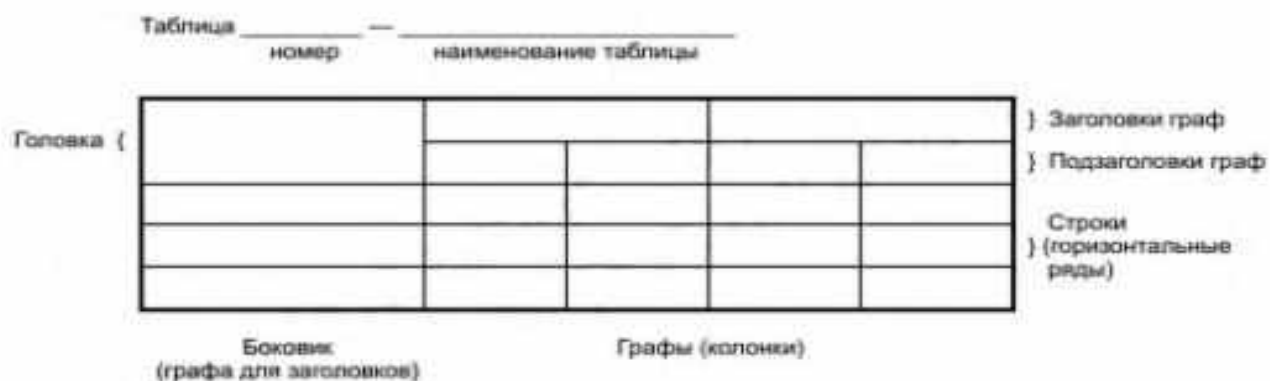 Таблица ________ — ______________________
номер наименование таблицы
Головка {
} Заголовки граф
} Подзаголовки граф
Строки
} (горизонтальные
ряды)
Боковик
(графа для заголовков)
Графы (колонки)